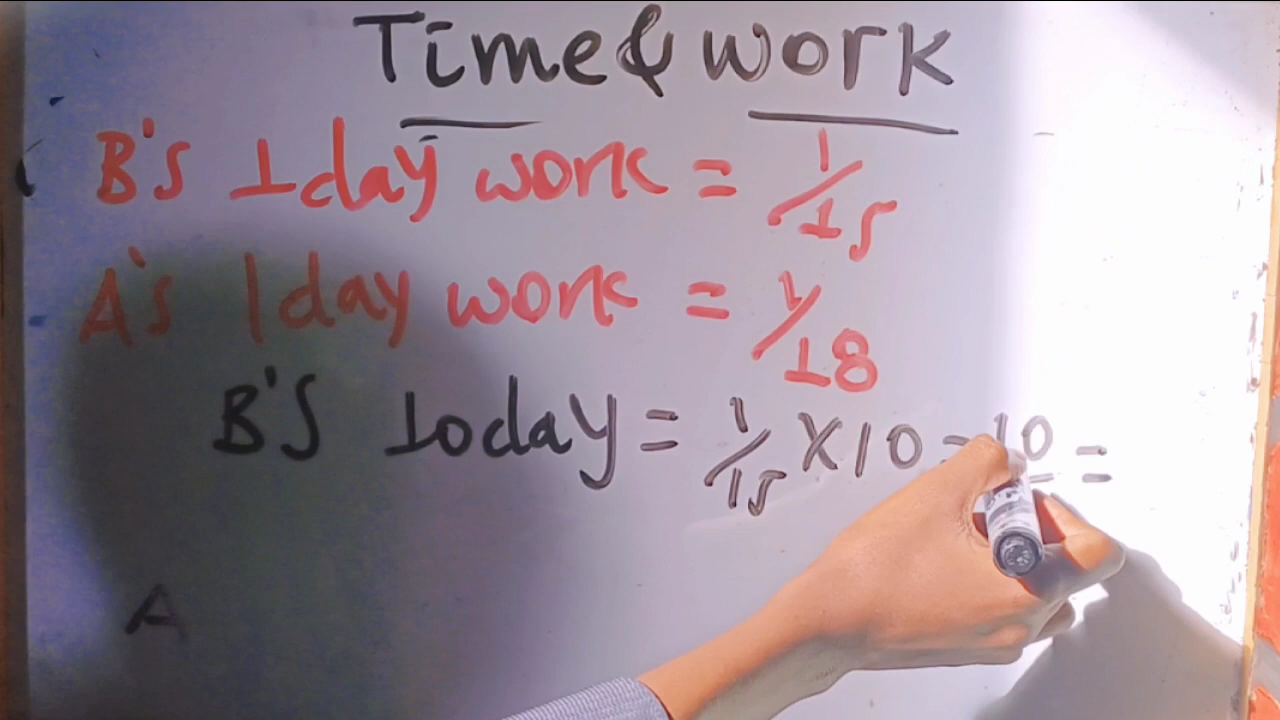 Time & work
B's 1day work = 1/15
A's 1day work = 1/18
B'S 10day = 1/15 X 10 = 10 =
A